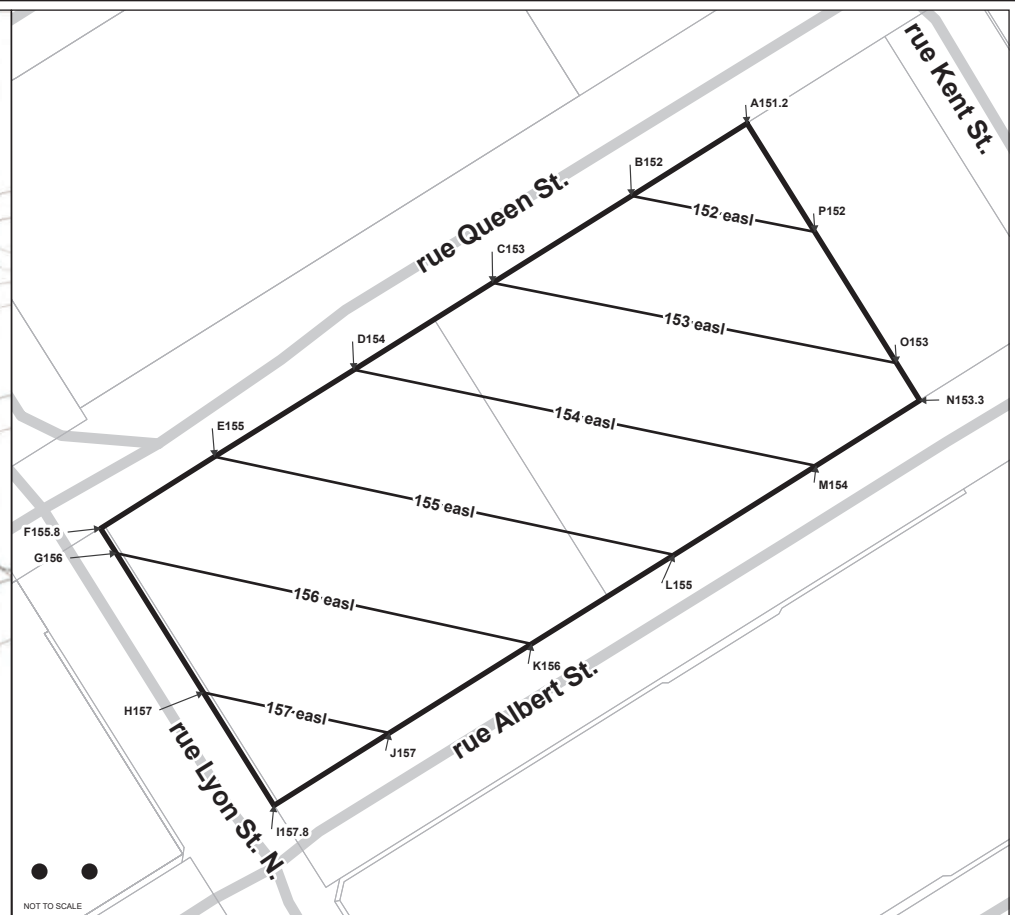 rue Kent St.
A151.2
B152
152 easl
P152
rue Queen St.
C153
153 easl
O153
D154
N153.3
154 easl
E155
M154
155 easl
F155.8
G156
L155
156 easl
K156
H157
157 easl
rue Albert St.
J157
rue Lyon St. N.
I157.8
NOT TO SCALE